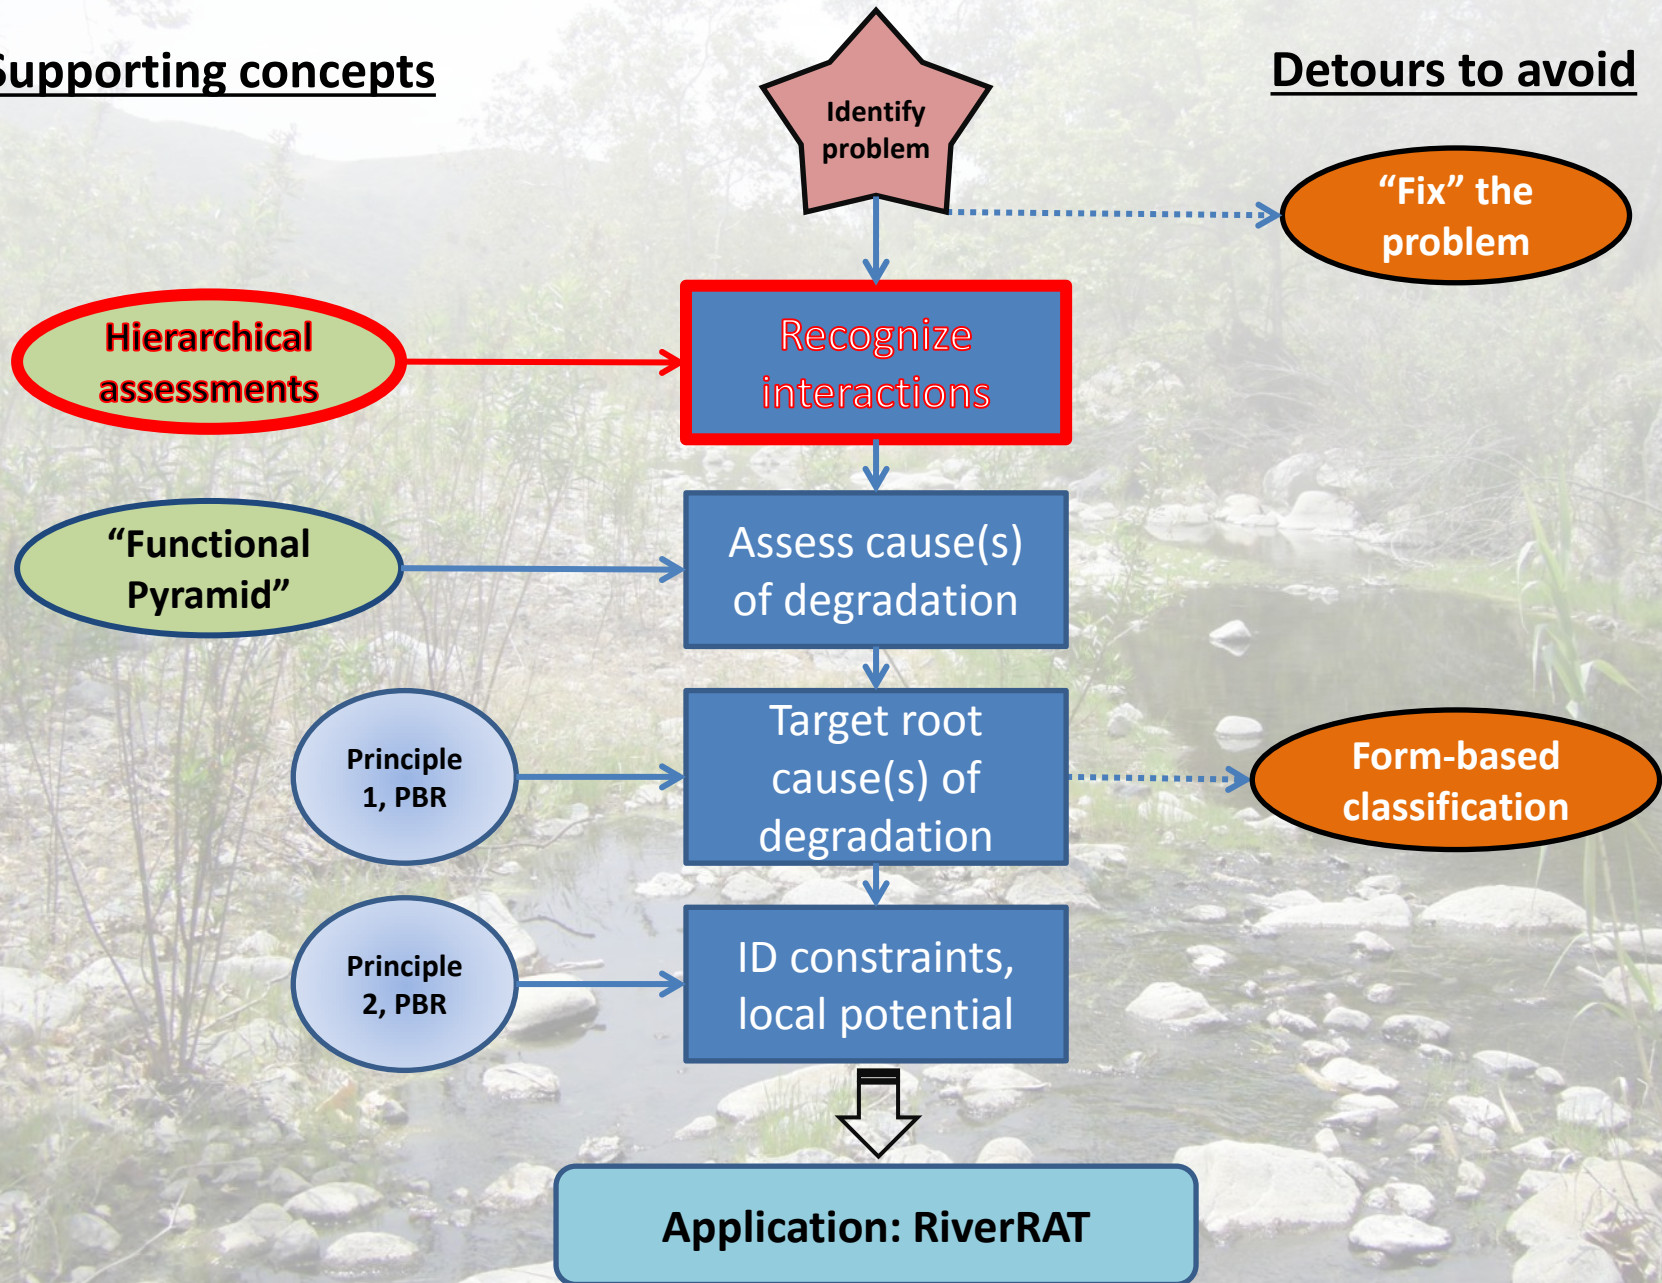 Supporting concepts
Detours to avoid
Identify
problem
“Fix” the
problem
Hierarchical
assessments
Recognize
interactions
“Functional
Pyramid”
Assess cause(s)
of degradation
Principle
1, PBR
Target root
cause(s) of
degradation
Form-based
classification
Principle
2, PBR
ID constraints,
local potential
Application: RiverRAT